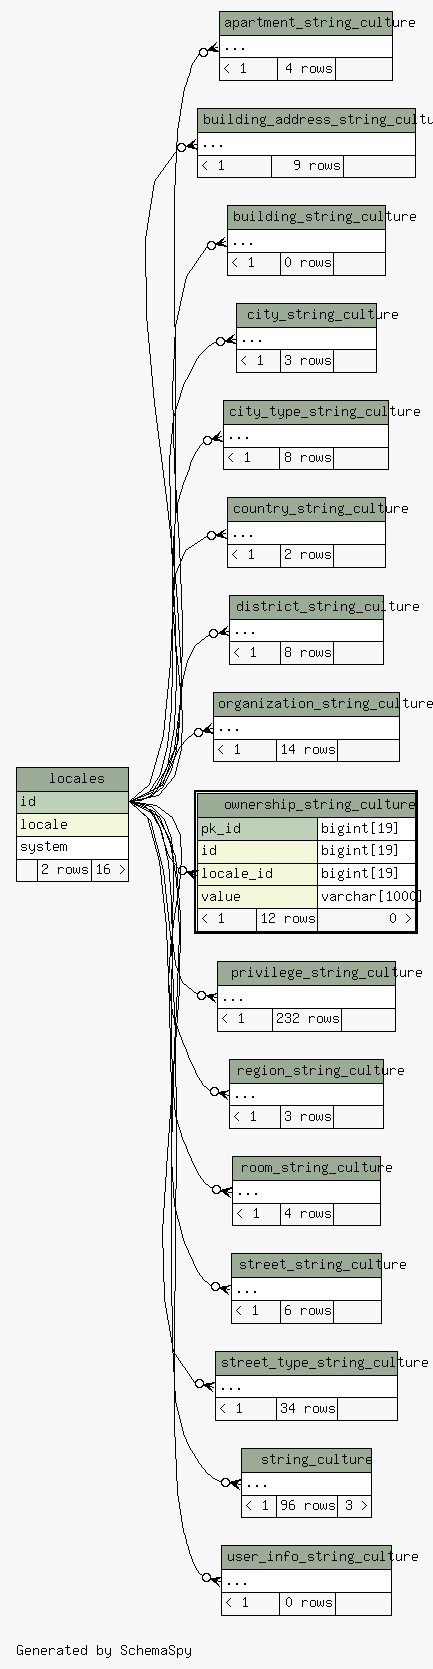 apartment_string_culture
...
< 1 4 rows
building_address_string_cultu
...
< 1 9 rows
building_string_culture
...
< 1 0 rows
city_string_culture
...
< 1 3 rows
city_type_string_culture
...
< 1 8 rows
country_string_culture
...
< 1 2 rows
district_string_culture
...
< 1 8 rows
organization_string_culture
...
< 1 14 rows
locales
id
locale
system
2 rows 16 >
ownership_string_culture
pk_id bigint[19]
id bigint[19]
locale_id bigint[19]
value varchar[1000]
< 1 12 rows 0 >
privilege_string_culture
...
< 1 232 rows
region_string_culture
...
< 1 3 rows
room_string_culture
...
< 1 4 rows
street_string_culture
...
< 1 6 rows
street_type_string_culture
...
< 1 34 rows
string_culture
...
< 1 96 rows 3 >
user_info_string_culture
...
< 1 0 rows
Generated by SchemaSpy